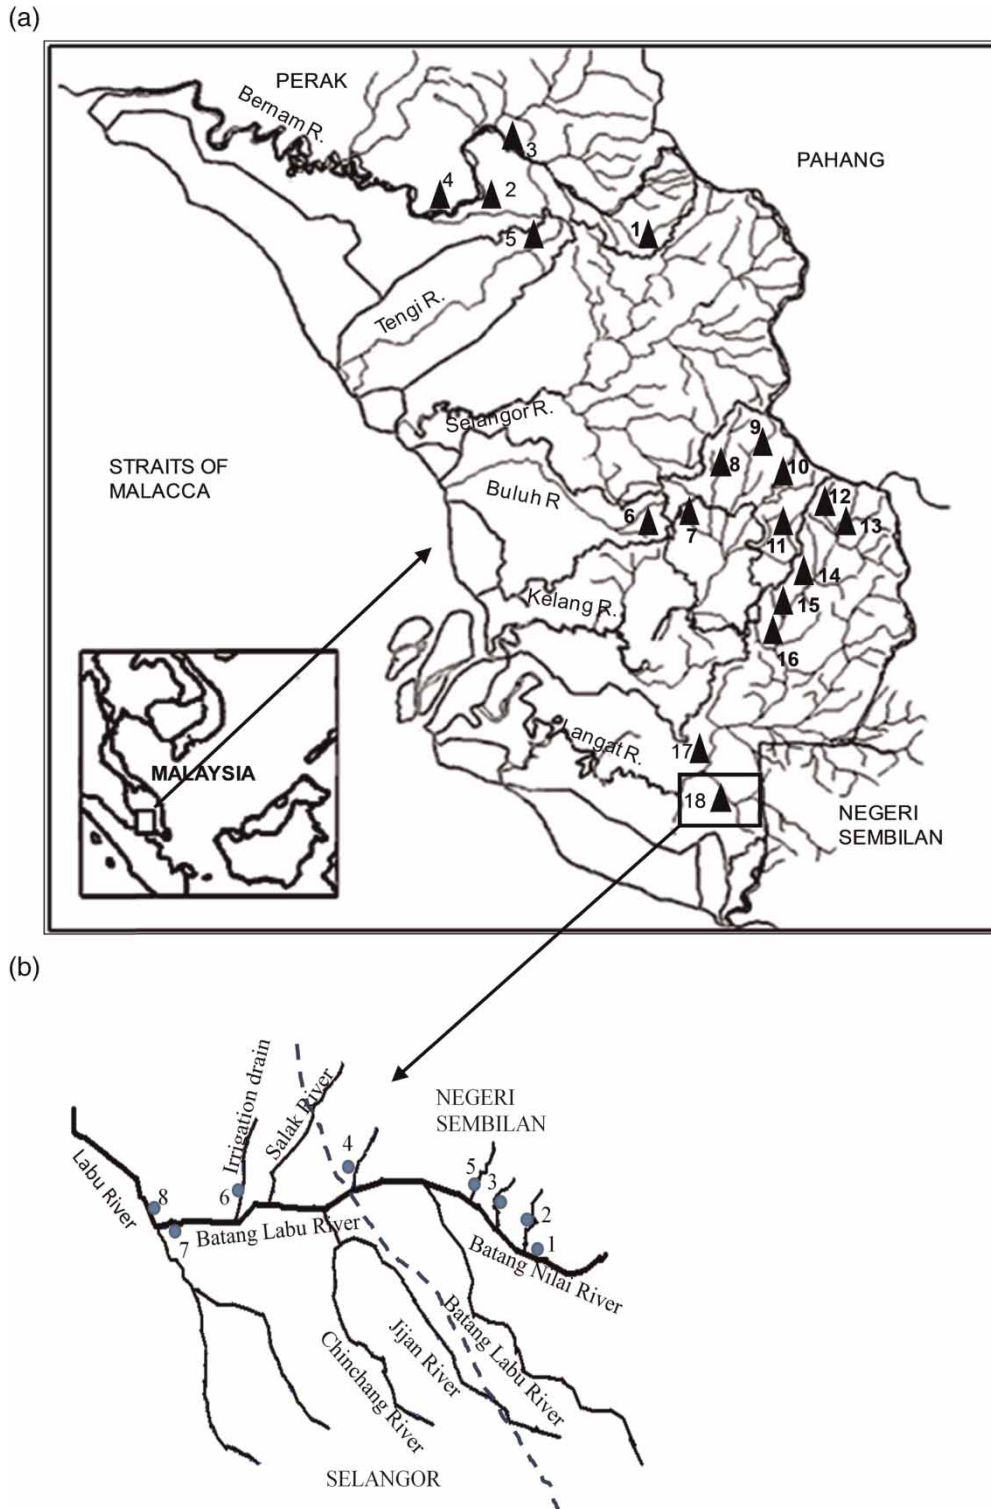 (a)
PERAK
Bernam R.
PAHANG
3
4
2
5
1
Tengi R.
Selangor R.
9
8
10
STRAITS OF
MALACCA
Buluh R
12
6
7
11
13
14
Kelang R.
15
16
MALAYSIA
Langat R.
17
18
NEGERI
SEMBILAN
(b)
Irrigation drain
Salak River
NEGERI
SEMBILAN
Labu River
4
5
3
8
6
2
7
Batang Labu River
1
Batang Nilai River
Batang Labu River
Jijan River
Chinchang River
SELANGOR